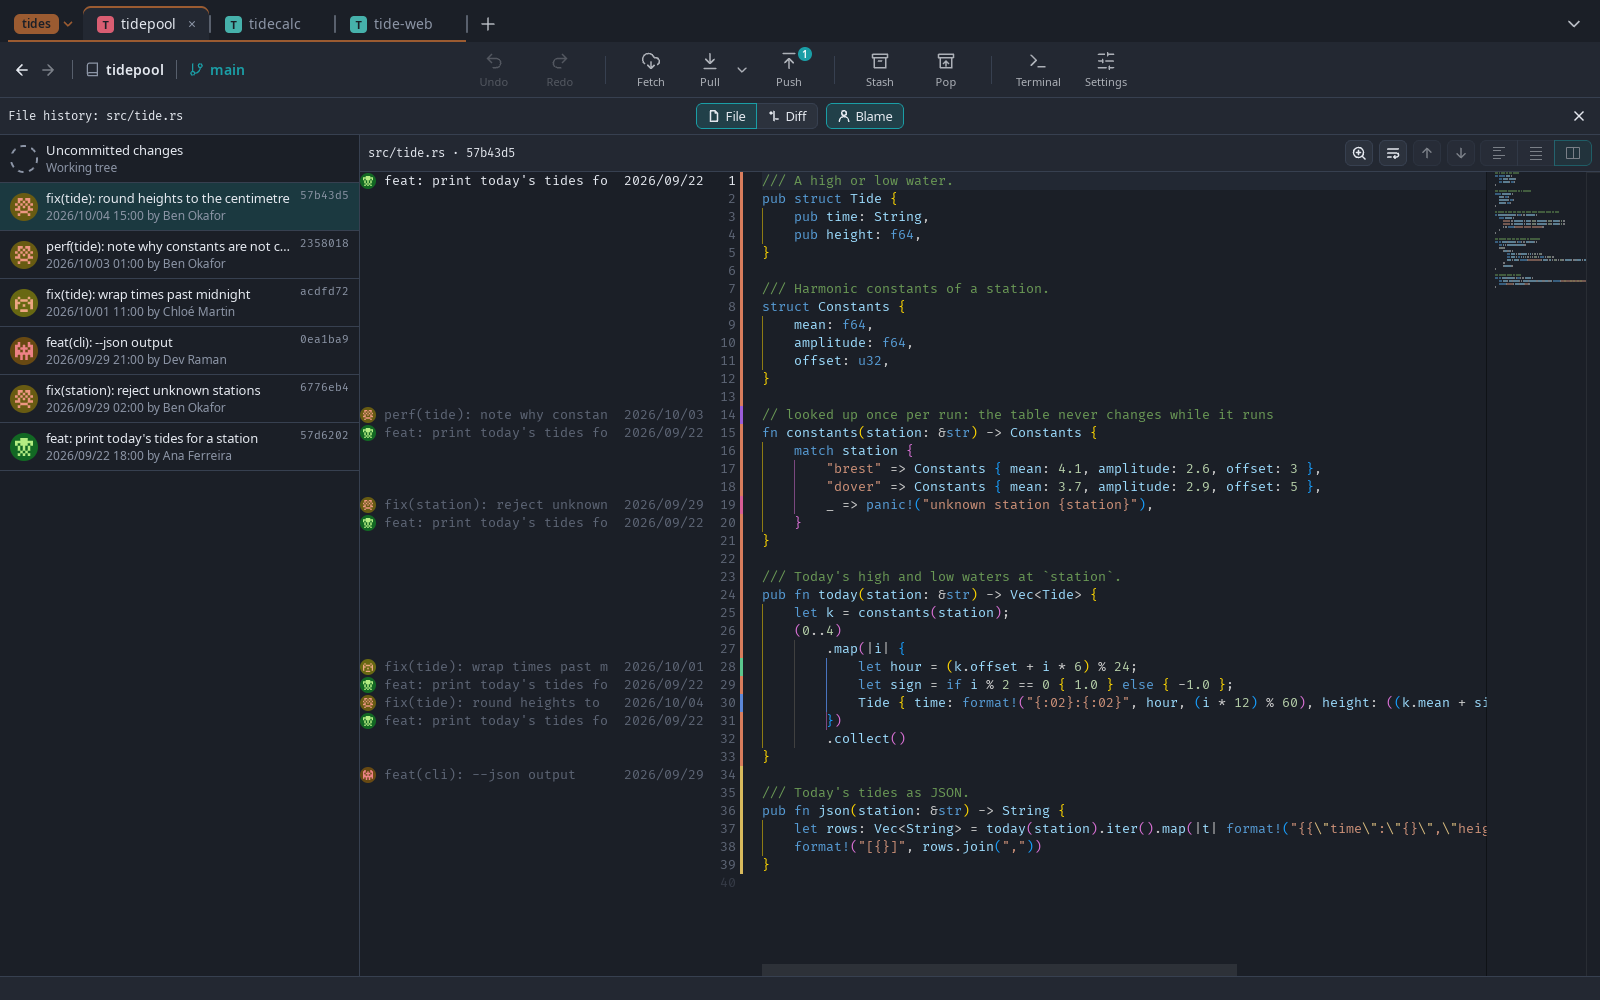 tides
T tidepool ×
T tidecalc
T tide-web
tidepool
main
Undo
Redo
Fetch
Pull
Push
1
Stash
Pop
Terminal
Settings
File history: src/tide.rs
File
Diff
Blame
Uncommitted changes
Working tree
fix(tide): round heights to the centimetre 57b43d5
2026/10/04 15:00 by Ben Okafor
perf(tide): note why constants are not c... 2358018
2026/10/03 01:00 by Ben Okafor
fix(tide): wrap times past midnight acdfd72
2026/10/01 11:00 by Chloé Martin
feat(cli): --json output 0ea1ba9
2026/09/29 21:00 by Dev Raman
fix(station): reject unknown stations 6776eb4
2026/09/29 02:00 by Ben Okafor
feat: print today's tides for a station 57d6202
2026/09/22 18:00 by Ana Ferreira
src/tide.rs · 57b43d5
feat: print today's tides fo 2026/09/22 1 /// A high or low water.
2 pub struct Tide {
3 pub time: String,
4 pub height: f64,
5 }
6
7 /// Harmonic constants of a station.
8 struct Constants {
9 mean: f64,
10 amplitude: f64,
11 offset: u32,
12 }
13
perf(tide): note why constan 2026/10/03 14 // looked up once per run: the table never changes while it runs
feat: print today's tides fo 2026/09/22 15 fn constants(station: &str) -> Constants {
16 match station {
17 "brest" => Constants { mean: 4.1, amplitude: 2.6, offset: 3 },
18 "dover" => Constants { mean: 3.7, amplitude: 2.9, offset: 5 },
fix(station): reject unknown 2026/09/29 19 _ => panic!("unknown station {station}"),
feat: print today's tides fo 2026/09/22 20 }
21 }
22
23 /// Today's high and low waters at `station`.
24 pub fn today(station: &str) -> Vec<Tide> {
25 let k = constants(station);
26 (0..4)
27 .map(|i| {
fix(tide): wrap times past m 2026/10/01 28 let hour = (k.offset + i * 6) % 24;
feat: print today's tides fo 2026/09/22 29 let sign = if i % 2 == 0 { 1.0 } else { -1.0 };
fix(tide): round heights to 2026/10/04 30 Tide { time: format!("{:02}:{:02}", hour, (i * 12) % 60), height: ((k.mean + si
feat: print today's tides fo 2026/09/22 31 })
32 .collect()
33 }
feat(cli): --json output 2026/09/29 34
35 /// Today's tides as JSON.
36 pub fn json(station: &str) -> String {
37 let rows: Vec<String> = today(station).iter().map(|t| format!("{{\"time\":\"{}\",\"heig
38 format!("[{}]", rows.join(","))
39 }
40